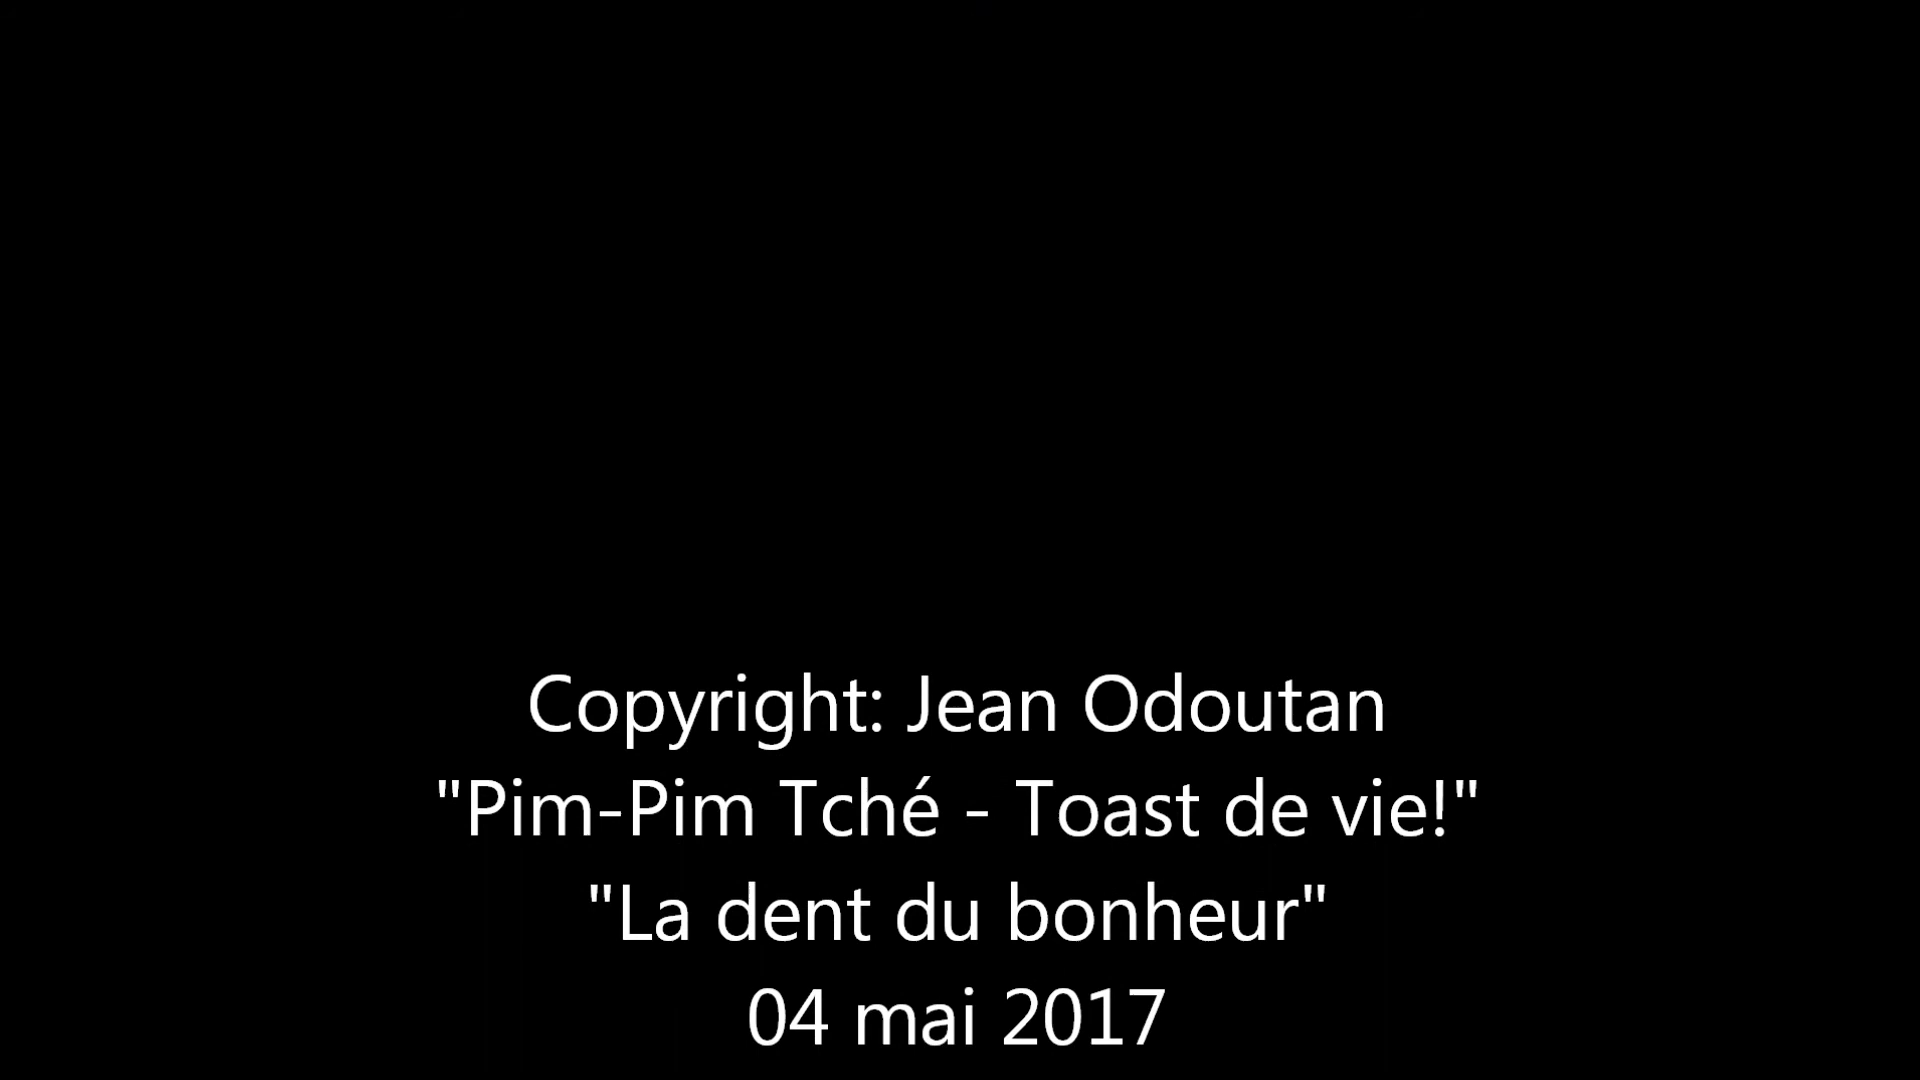 Copyright: Jean Odoutan
"Pim-Pim Tché - Toast de vie!"
"La dent du bonheur"
04 mai 2017